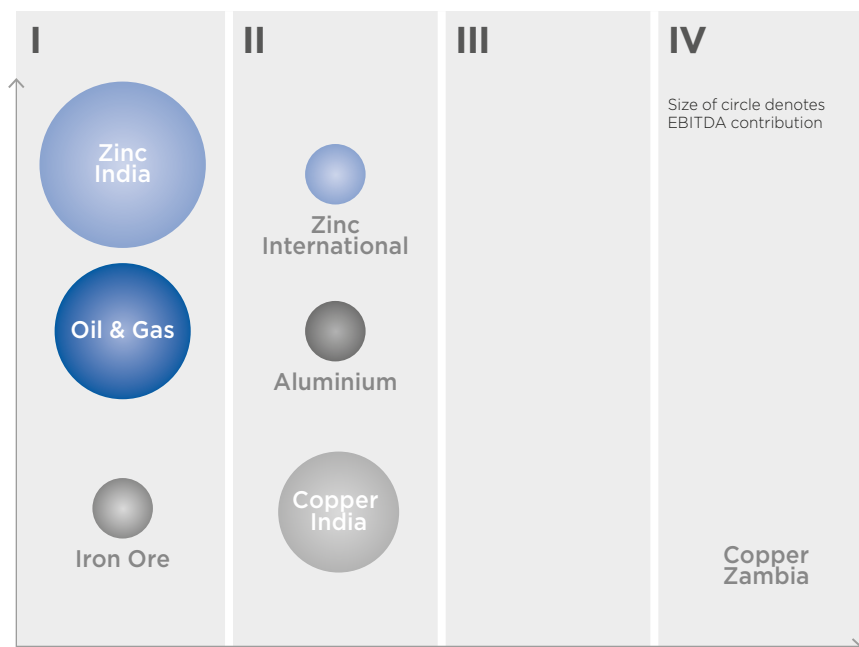 I
II
III
IV
Size of circle denotes
EBITDA contribution
Zinc
India
Zinc
International
Oil & Gas
Aluminium
Copper
India
Iron Ore
Copper
Zambia